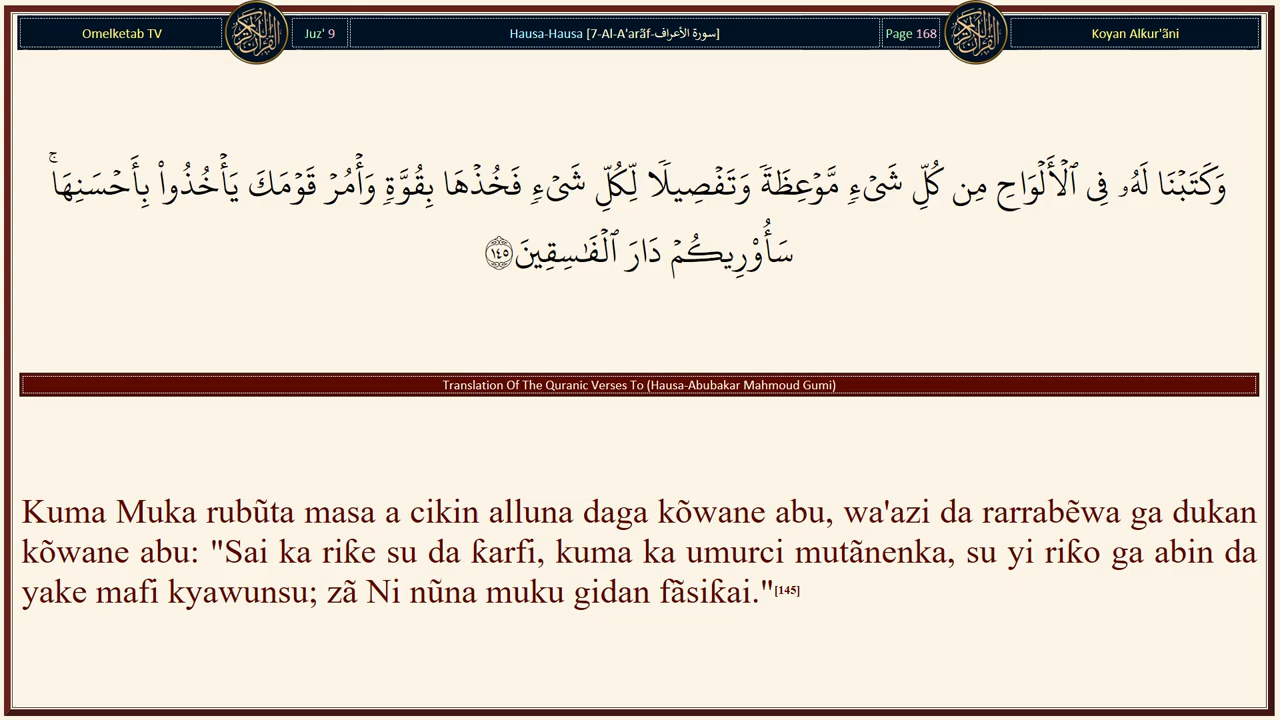 Omelketab TV
Juz' 9
Hausa-Hausa [7-Al-A'arãf-سورة الأعراف]
Page 168
Koyan Alƙur'ãni
وَكَتَبۡنَا لَهُۥ فِي ٱلۡأَلۡوَاحِ مِن كُلِّ شَيۡءٖ مَّوۡعِظَةٗ وَتَفۡصِيلٗا لِّكُلِّ شَيۡءٖ فَخُذۡهَا بِقُوَّةٖ وَأۡمُرۡ قَوۡمَكَ يَأۡخُذُواْ بِأَحۡسَنِهَاۚ
سَأُوْرِيكُمۡ دَارَ ٱلۡفَٰسِقِينَ ١٤٥
Translation Of The Quranic Verses To (Hausa-Abubakar Mahmoud Gumi)
Kuma Muka rubũta masa a cikin alluna daga kõwane abu, wa'azi da rarrabẽwa ga dukan
kõwane abu: "Sai ka riƙe su da ƙarfi, kuma ka umurci mutãnenka, su yi riƙo ga abin da
yake mafi kyawunsu; zã Ni nũna muku gidan fãsiƙai."[145]